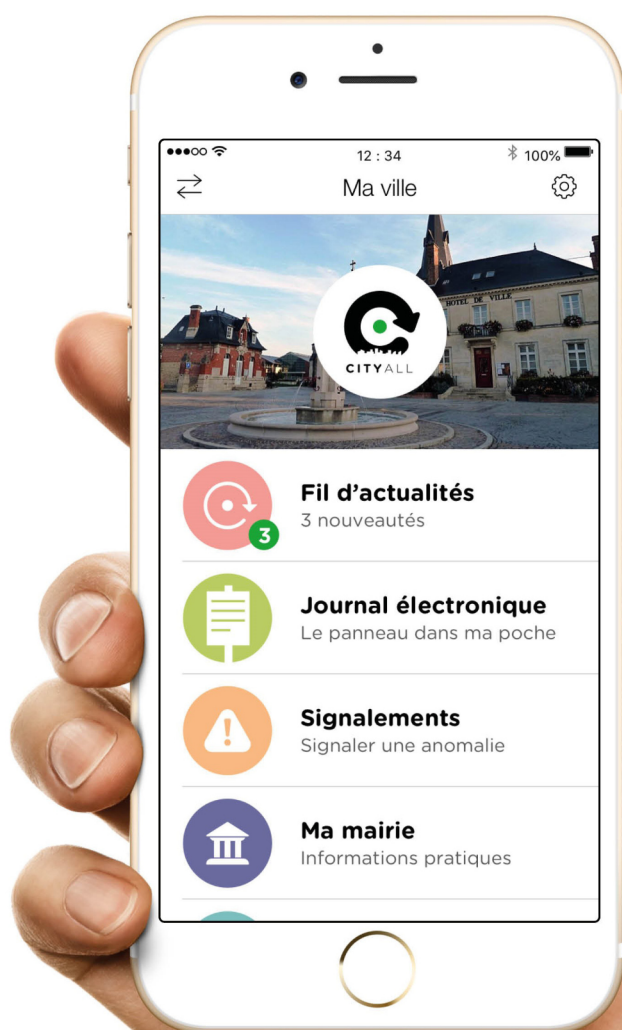 12 : 34
100%
Ma ville
HOTEL DE VILLE
CITYALL
Fil d'actualités
3 nouveautés
3
Journal électronique
Le panneau dans ma poche
Signalements
Signaler une anomalie
Ma mairie
Informations pratiques